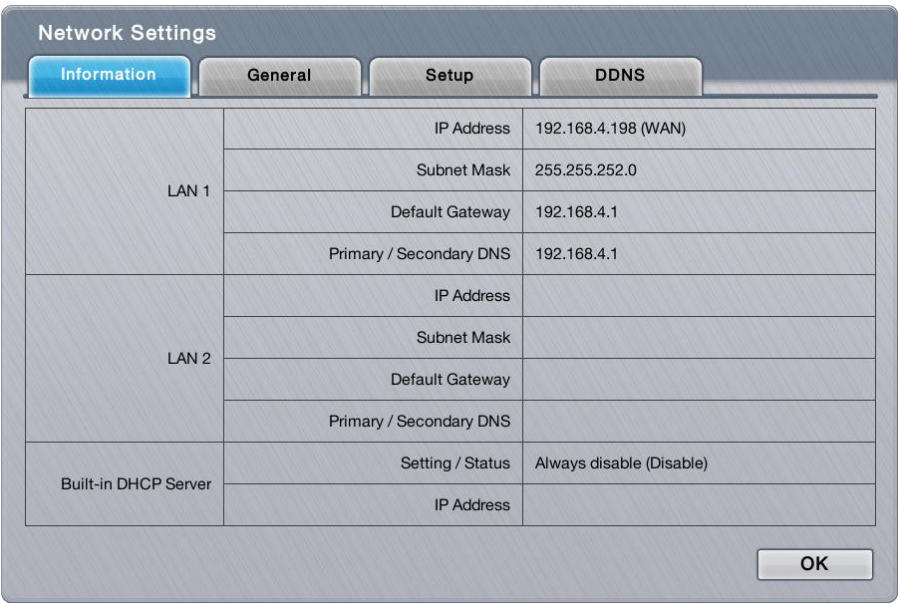 Network Settings
Information General Setup DDNS
LAN 1
IP Address 192.168.4.198 (WAN)
Subnet Mask 255.255.252.0
Default Gateway 192.168.4.1
Primary / Secondary DNS 192.168.4.1
LAN 2
IP Address
Subnet Mask
Default Gateway
Primary / Secondary DNS
Built-in DHCP Server
Setting / Status Always disable (Disable)
IP Address
OK